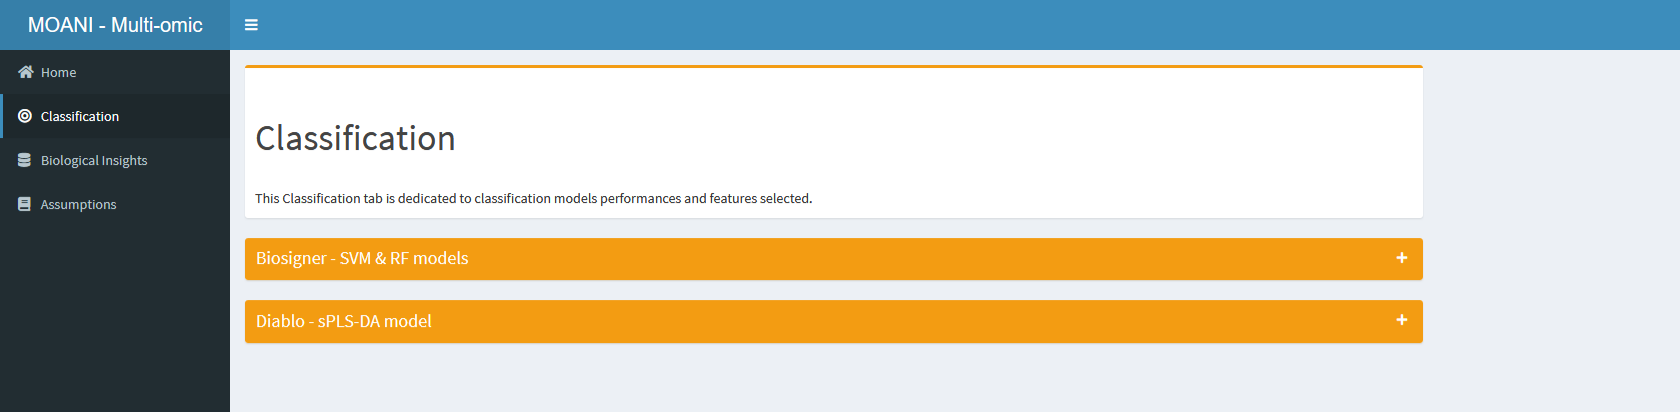 MOANI - Multi-omic
Home
Classification
Biological Insights
Assumptions
Classification
This Classification tab is dedicated to classification models performances and features selected.
Biosigner - SVM & RF models
Diablo - sPLS-DA model